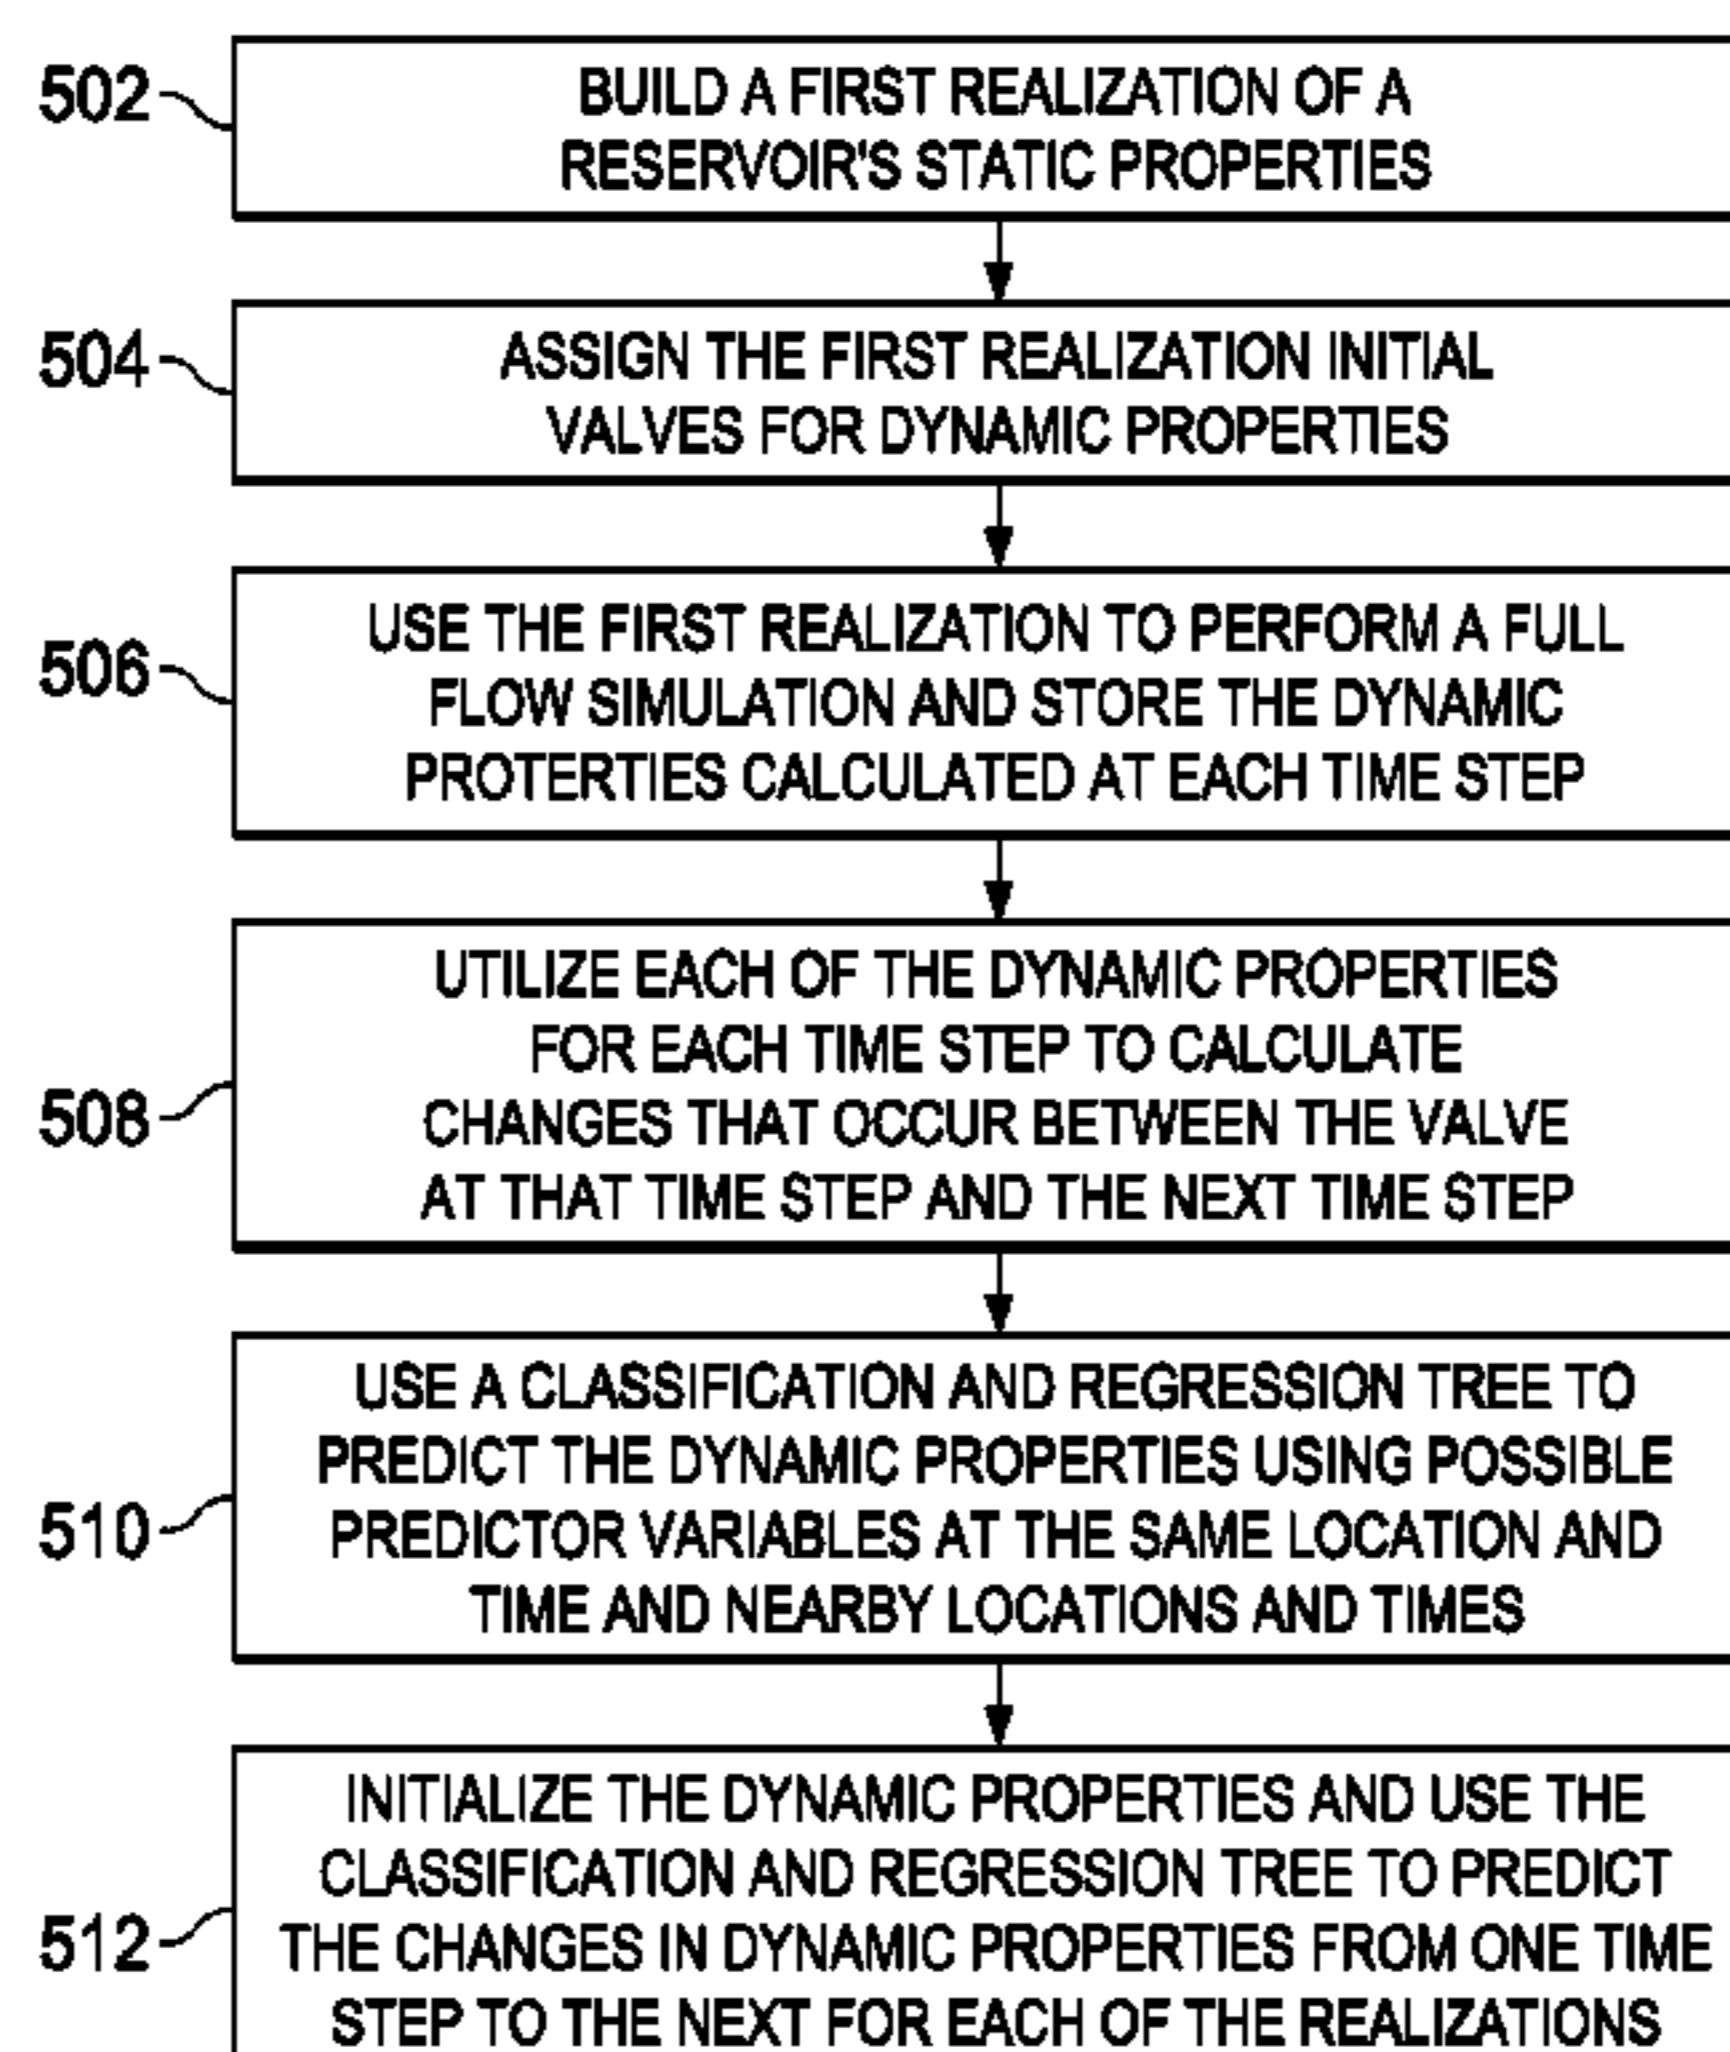 502
BUILD A FIRST REALIZATION OF A
RESERVOIR'S STATIC PROPERTIES
504
ASSIGN THE FIRST REALIZATION INITIAL
VALVES FOR DYNAMIC PROPERTIES
506
USE THE FIRST REALIZATION TO PERFORM A FULL
FLOW SIMULATION AND STORE THE DYNAMIC
PROTERTIES CALCULATED AT EACH TIME STEP
508
UTILIZE EACH OF THE DYNAMIC PROPERTIES
FOR EACH TIME STEP TO CALCULATE
CHANGES THAT OCCUR BETWEEN THE VALVE
AT THAT TIME STEP AND THE NEXT TIME STEP
510
USE A CLASSIFICATION AND REGRESSION TREE TO
PREDICT THE DYNAMIC PROPERTIES USING POSSIBLE
PREDICTOR VARIABLES AT THE SAME LOCATION AND
TIME AND NEARBY LOCATIONS AND TIMES
512
INITIALIZE THE DYNAMIC PROPERTIES AND USE THE
CLASSIFICATION AND REGRESSION TREE TO PREDICT
THE CHANGES IN DYNAMIC PROPERTIES FROM ONE TIME
STEP TO THE NEXT FOR EACH OF THE REALIZATIONS